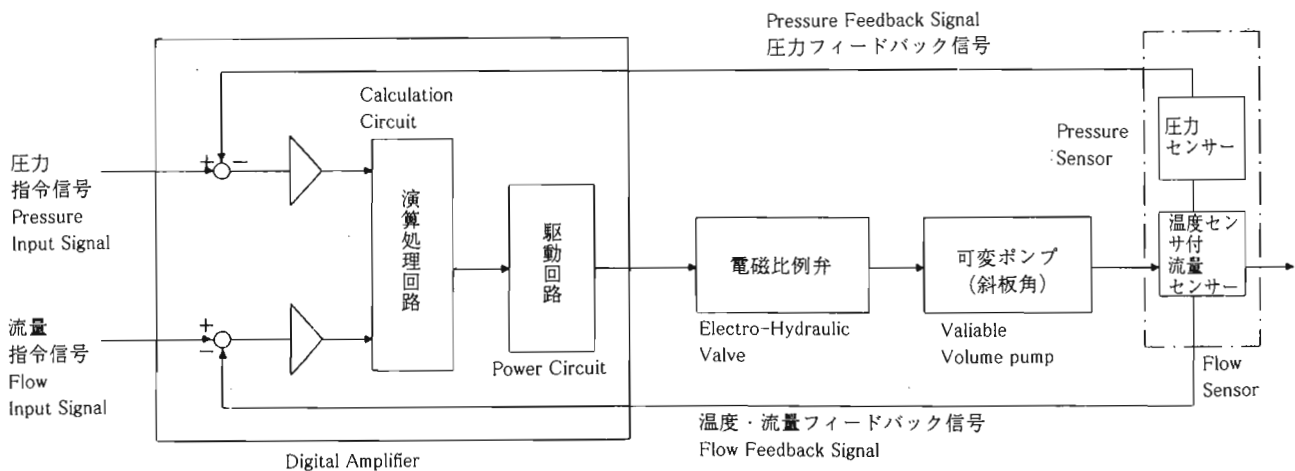 Pressure Feedback Signal
圧力フィードバック信号
Calculation
Circuit
圧力
指令信号
Pressure
Input Signal
+
−
演算処理回路
駆動回路
Power Circuit
電磁比例弁
Electro-Hydraulic
Valve
可変ポンプ
(斜板角)
Valiable
Volume pump
Pressure
Sensor
圧力
センサー
温度セン
サ付
流量
センサー
Flow
Sensor
流量
指令信号
Flow
Input Signal
+
−
温度・流量フィードバック信号
Flow Feedback Signal
Digital Amplifier